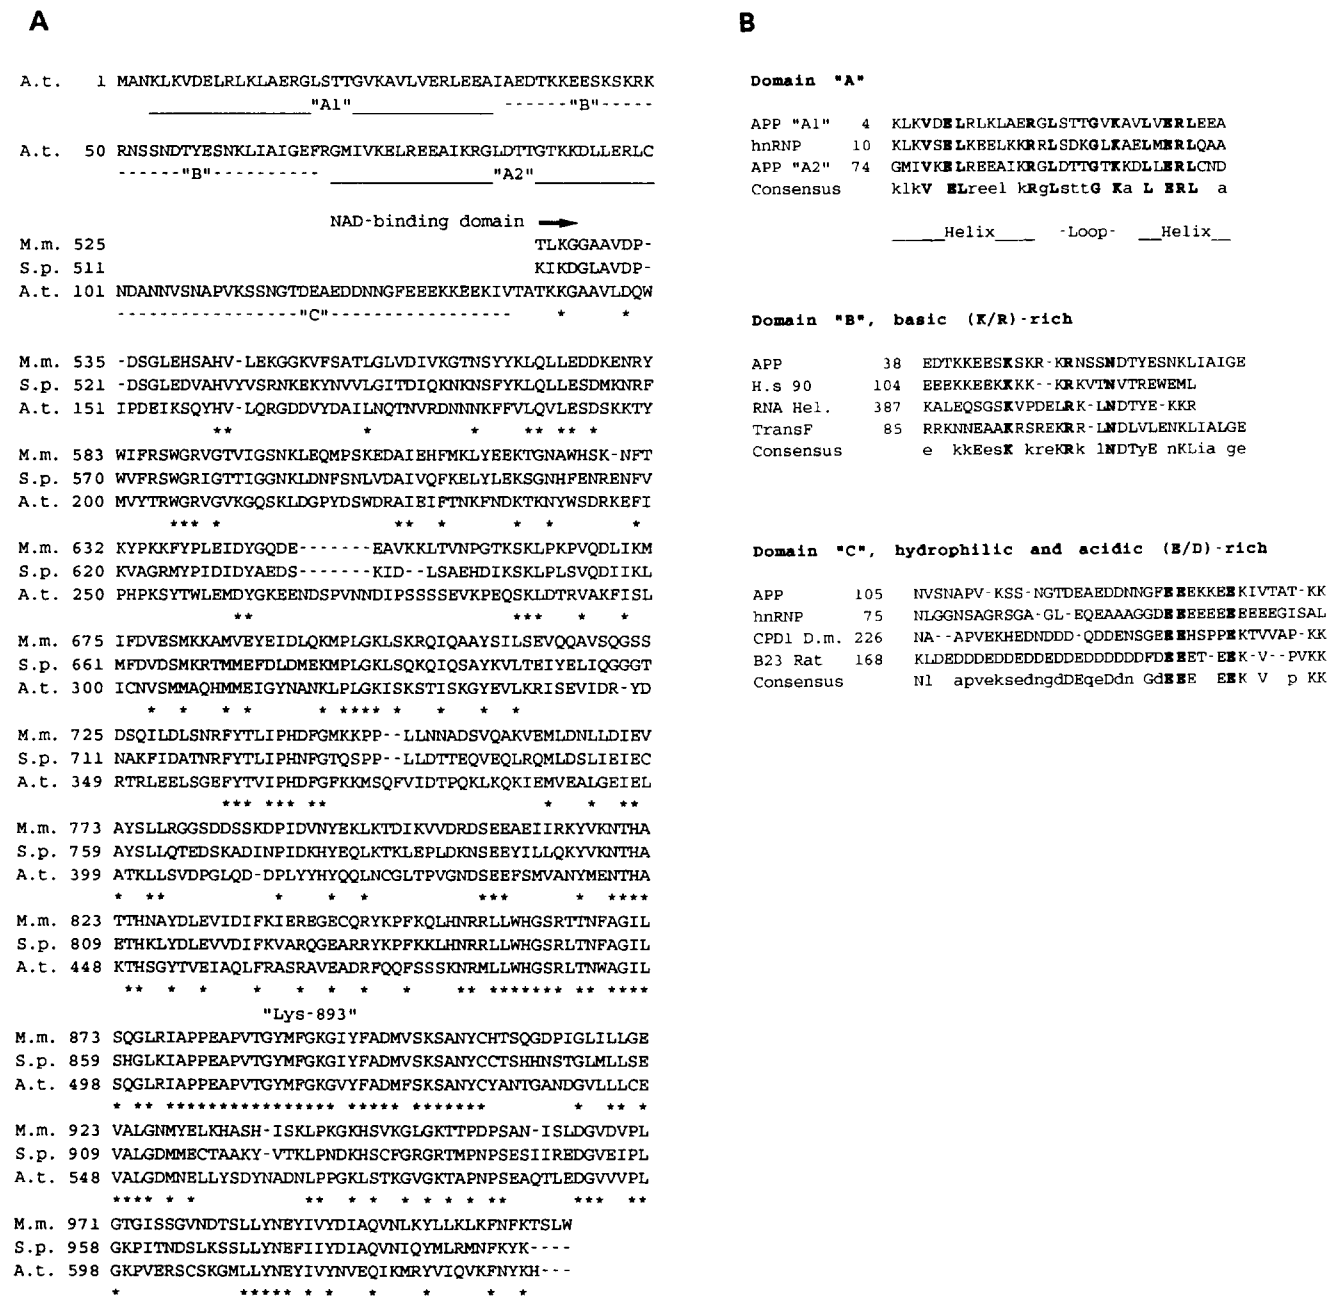 A
A.t. 1 MANKLKVDELRLKLAERGLSTTGVKAVLVERLEEAIAEDTKKEESKSKRK
"A1" ------"B"-----
A.t. 50 RNSSNDTYESNKLIAIGEFRGMIVKELREEAIKRGLDTTGTKKDLLERLC
------"B"---------- "A2"
NAD-binding domain
M.m. 525 TLKGGAAVDP-
S.p. 511 KIKDGLAVDP-
A.t. 101 NDANNVSNAPVKSSNGTDEAEDDNNGFEEEKKEEKIVTATKKGAAVLDQW
-----------------"C"----------------- * *
M.m. 535 -DSGLEHSAHV-LEKGGKVFSATLGLVDIVKGTNSYYKLQLLEDDKENRY
S.p. 521 -DSGLEDVAHVYVSRNKEKYNVVLGITDIQKNKNSFYKLQLLESDMKNRF
A.t. 151 IPDEIKSQYHV-LQRGDDVYDAILNQTNVRDNNNKFFVLQVLESDSKKTY
** * * ** ** *
M.m. 583 WIFRSWGRVGTVIGSNKLEQMPSKEDAIEHFMKLYEEKTGNAWHSK-NFT
S.p. 570 WVFRSWGRIGTTIGGNKLDNFSNLVDAIVQFKELYLEKSGNHFENRENFV
A.t. 200 MVYTRWGRVGVKGQSKLDGPYDSWDRAIEIFTNKFNDKTKNYWSDRKEFI
*** * ** * * * *
M.m. 632 KYPKKFYPLEIDYGQDE-------EAVKKLTVNPGTKSKLPKPVQDLIKM
S.p. 620 KVAGRMYPIDIDYAEDS-------KID--LSAEHDIKSKLPLSVQDIIKL
A.t. 250 PHPKSYTWLEMDYGKEENDSPVNNDIPSSSSEVKPEQSKLDTRVAKFISL
** *** * *
M.m. 675 IFDVESMKKAMVEYEIDLQKMPLGKLSKRQIQAAYSILSEVQQAVSQGSS
S.p. 661 MFDVDSMKRTMMEFDLDMEKMPLGKLSQKQIQSAYKVLTEIYELIQGGGT
A.t. 300 ICNVSMMAQHMMEIGYNANKLPLGKISKSTISKGYEVLKRISEVIDR-YD
* * * * * **** * * *
M.m. 725 DSQILDLSNRFYTLIPHDFGMKKPP--LLNNADSVQAKVEMLDNLLDIEV
S.p. 711 NAKFIDATNRFYTLIPHNFGTQSPP--LLDTTEQVEQLRQMLDSLIEIEC
A.t. 349 RTRLEELSGEFYTVIPHDFGFKKMSQFVIDTPQKLKQKIEMVEALGEIEL
*** *** ** * * **
M.m. 773 AYSLLRGGSDDSSKDPIDVNYEKLKTDIKVVDRDSEEAEIIRKYVKNTHA
S.p. 759 AYSLLQTEDSKADINPIDKHYEQLKTKLEPLDKNSEEYILLQKYVKNTHA
A.t. 399 ATKLLSVDPGLQD-DPLYYHYQQLNCGLTPVGNDSEEFSMVANYMENTHA
* ** * * * *** * ****
M.m. 823 TTHNAYDLEVIDIFKIEREGECQRYKPFKQLHNRRLLWHGSRTTNFAGIL
S.p. 809 ETHKLYDLEVVDIFKVARQGEARRYKPFKKLHNRRLLWHGSRLTNFAGIL
A.t. 448 KTHSGYTVEIAQLFRASRAVEADRFQQFSSSKNRMLLWHGSRLTNWAGIL
** * * * * * * ** ******* ** ****
"Lys-893"
M.m. 873 SQGLRIAPPEAPVTGYMFGKGIYFADMVSKSANYCHTSQGDPIGLILLGE
S.p. 859 SHGLKIAPPEAPVTGYMFGKGIYFADMVSKSANYCCTSHHNSTGLMLLSE
A.t. 498 SQGLRIAPPEAPVTGYMFGKGVYFADMFSKSANYCYANTGANDGVLLLCE
* ** **************** ***** ******* * ** *
M.m. 923 VALGNMYELKHASH-ISKLPKGKHSVKGLGKTTPDPSAN-ISLDGVDVPL
S.p. 909 VALGDMMECTAAKY-VTKLPNDKHSCFGRGRTMPNPSESIIREDGVEIPL
A.t. 548 VALGDMNELLYSDYNADNLPPGKLSTKGVGKTAPNPSEAQTLEDGVVVPL
**** * * ** * * * * * ** *** **
M.m. 971 GTGISSGVNDTSLLYNEYIVYDIAQVNLKYLLKLKFNFKTSLW
S.p. 958 GKPITNDSLKSSLLYNEFIIYDIAQVNIQYMLRMNFKYK----
A.t. 598 GKPVERSCSKGMLLYNEYIVYNVEQIKMRYVIQVKFNYKH---
* ***** * * * * * *
B
Domain "A"
APP "A1" 4 KLKVDELRLKLAERGLSTTGVKAVLVERLEEA
hnRNP 10 KLKVSELKEELKKRRLSDKGLKAELMERLQAA
APP "A2" 74 GMIVKELREEAIKRGLDTTGTKKDLLERLCND
Consensus klkV ELreel kRgLsttG Ka L ERL a
Helix -Loop- Helix
Domain "B", basic (K/R)-rich
APP 38 EDTKKEESKSKR-KRNSSNDTYESNKLIAIGE
H.s 90 104 EEEKKEEKKKK--KRKVTNVTREWEML
RNA Hel. 387 KALEQSGSKVPDELRK-LNDTYE-KKR
TransF 85 RRKNNEAAKRSREKRR-LNDLVLENKLIALGE
Consensus e kkEesK kreKRk lNDTyE nKLia ge
Domain "C", hydrophilic and acidic (E/D)-rich
APP 105 NVSNAPV-KSS-NGTDEAEDDNNGFEEEKKEEKIVTAT-KK
hnRNP 75 NLGGNSAGRSGA-GL-EQEAAAGGDEEEEEEEEEEEGISAL
CPD1 D.m. 226 NA--APVEKHEDNDDD-QDDENSGEEEHSPPEKTVVAP-KK
B23 Rat 168 KLDEDDDEDDEDDEDDEDDDDDDFDEEET-EEK-V--PVKK
Consensus Nl apveksedngdDEqeDdn GdEEE EEK V p KK